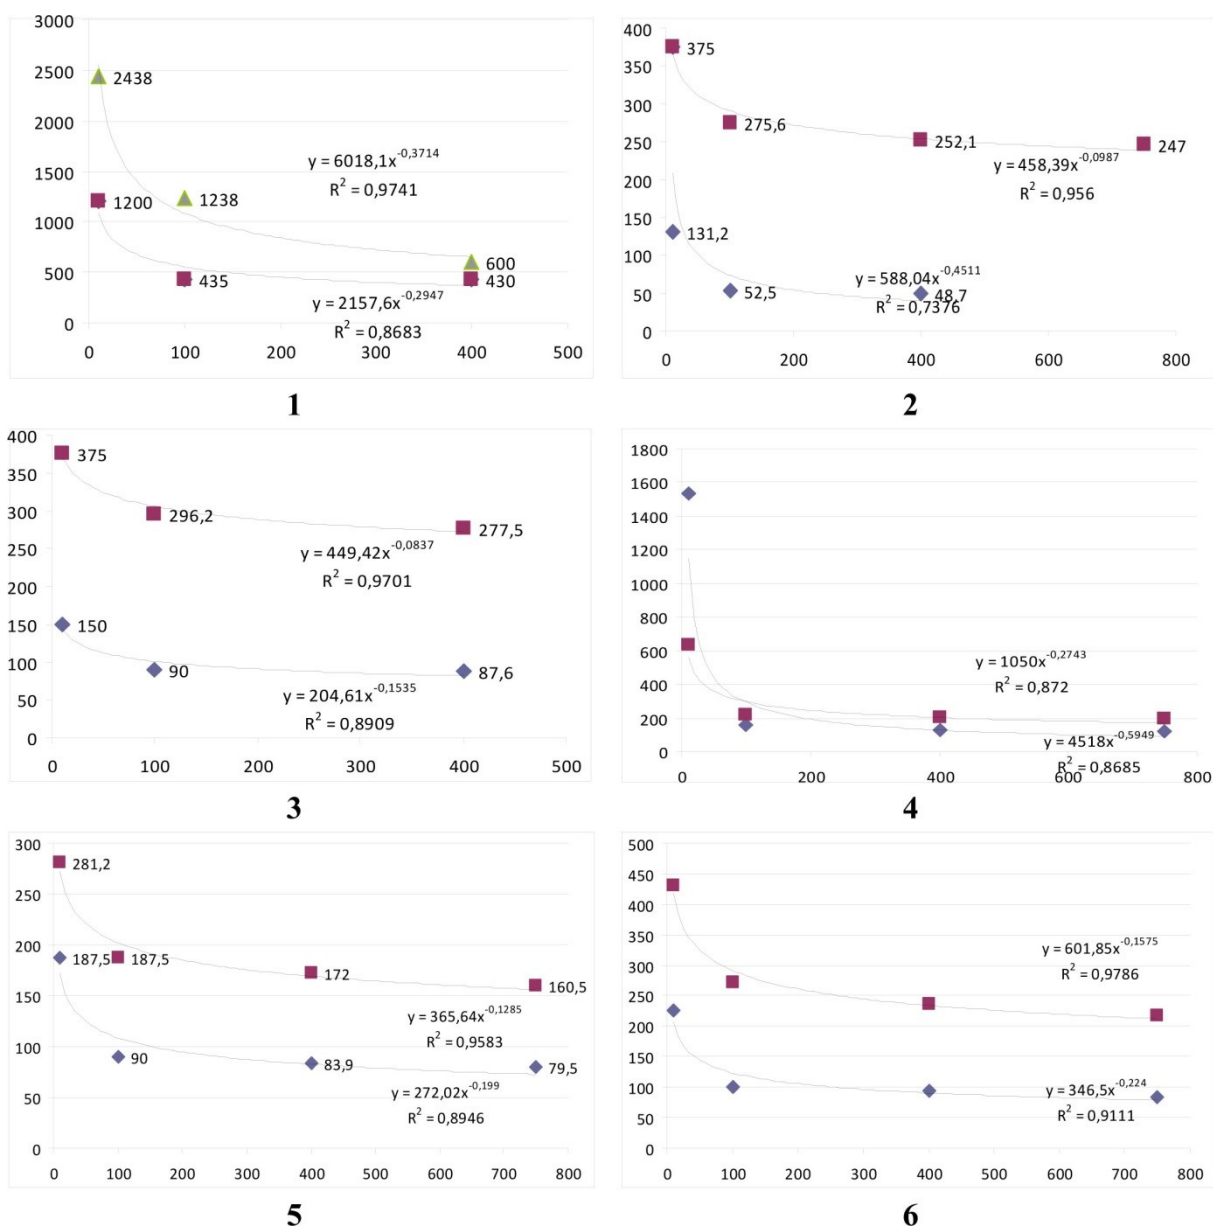 3000
2500
2000
1500
1000
500
0
2438
1200
1238
435
600
430
y = 6018,1x^-0,3714
R² = 0,9741
y = 2157,6x^-0,2947
R² = 0,8683
0 100 200 300 400 500
1
400
350
300
250
200
150
100
50
0
375
275,6
252,1
247
y = 458,39x^-0,0987
R² = 0,956
131,2
52,5
48,7
y = 588,04x^-0,4511
R² = 0,7376
0 200 400 600 800
2
400
350
300
250
200
150
100
50
0
375
296,2
277,5
y = 449,42x^-0,0837
R² = 0,9701
150
90
87,6
y = 204,61x^-0,1535
R² = 0,8909
0 100 200 300 400 500
3
1800
1600
1400
1200
1000
800
600
400
200
0
y = 1050x^-0,2743
R² = 0,872
y = 4518x^-0,5949
R² = 0,8685
0 200 400 600 800
4
300
250
200
150
100
50
0
281,2
187,5
187,5
172
160,5
y = 365,64x^-0,1285
R² = 0,9583
90
83,9
79,5
y = 272,02x^-0,199
R² = 0,8946
0 100 200 300 400 500 600 700 800
5
500
450
400
350
300
250
200
150
100
50
0
y = 601,85x^-0,1575
R² = 0,9786
y = 346,5x^-0,224
R² = 0,9111
0 100 200 300 400 500 600 700 800
6